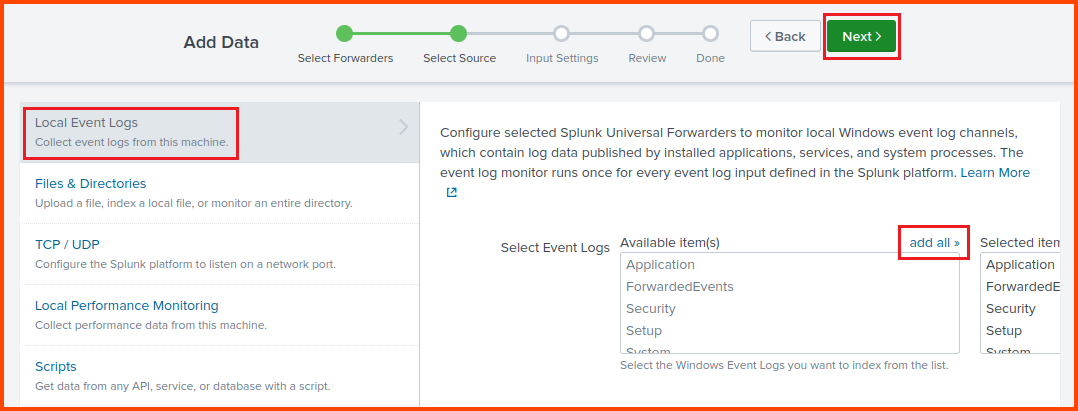 Add Data
Select Forwarders
Select Source
Input Settings
Review
Done
< Back
Next >
Local Event Logs
Collect event logs from this machine.
Files & Directories
Upload a file, index a local file, or monitor an entire directory.
TCP / UDP
Configure the Splunk platform to listen on a network port.
Local Performance Monitoring
Collect performance data from this machine.
Scripts
Get data from any API, service, or database with a script.
Configure selected Splunk Universal Forwarders to monitor local Windows event log channels,
which contain log data published by installed applications, services, and system processes. The
event log monitor runs once for every event log input defined in the Splunk platform. Learn More
Select Event Logs
Available item(s)
add all »
Application
ForwardedEvents
Security
Setup
System
Select the Windows Event Logs you want to index from the list.
Selected item
Application
ForwardedE
Security
Setup
System